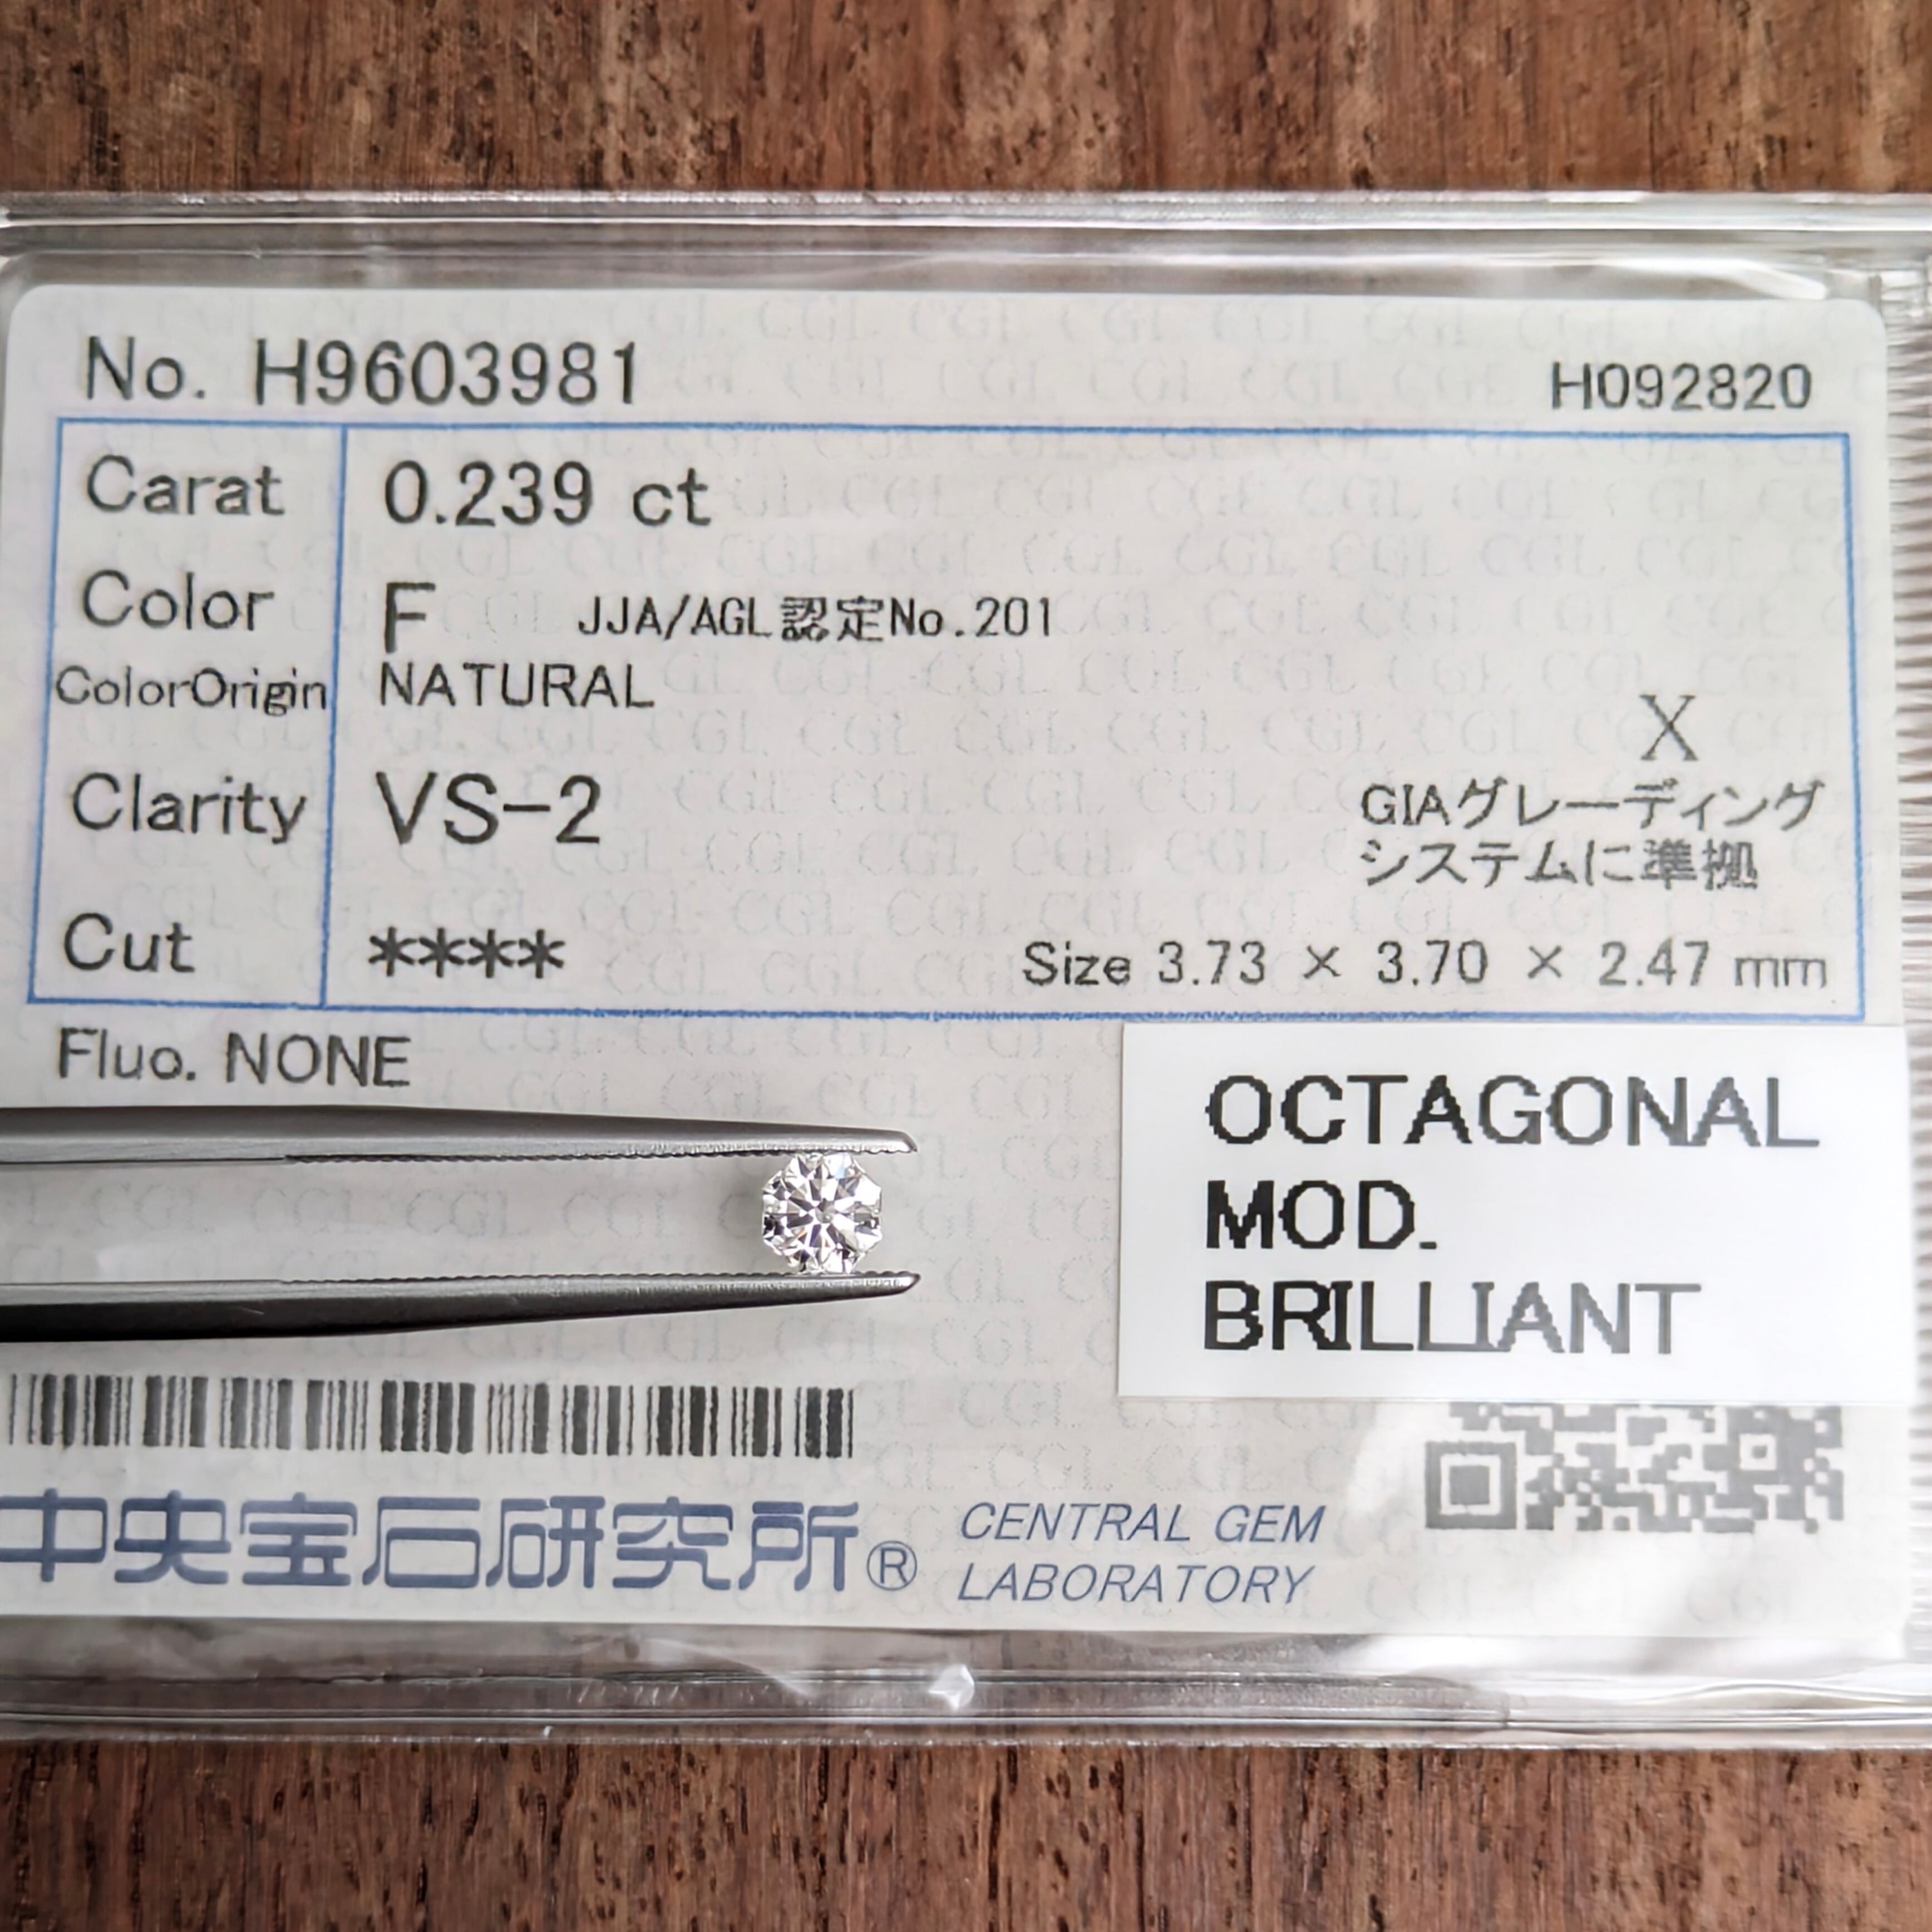 No. H9603981 H092820
Carat 0.239 ct
Color F JJA/AGL認定No.201
ColorOrigin NATURAL
X
Clarity VS-2 GIAグレーディング
システムに準拠
Cut **** Size 3.73 × 3.70 × 2.47 mm
Fluo. NONE
OCTAGONAL
MOD.
BRILLIANT
中央宝石研究所® CENTRAL GEM
LABORATORY